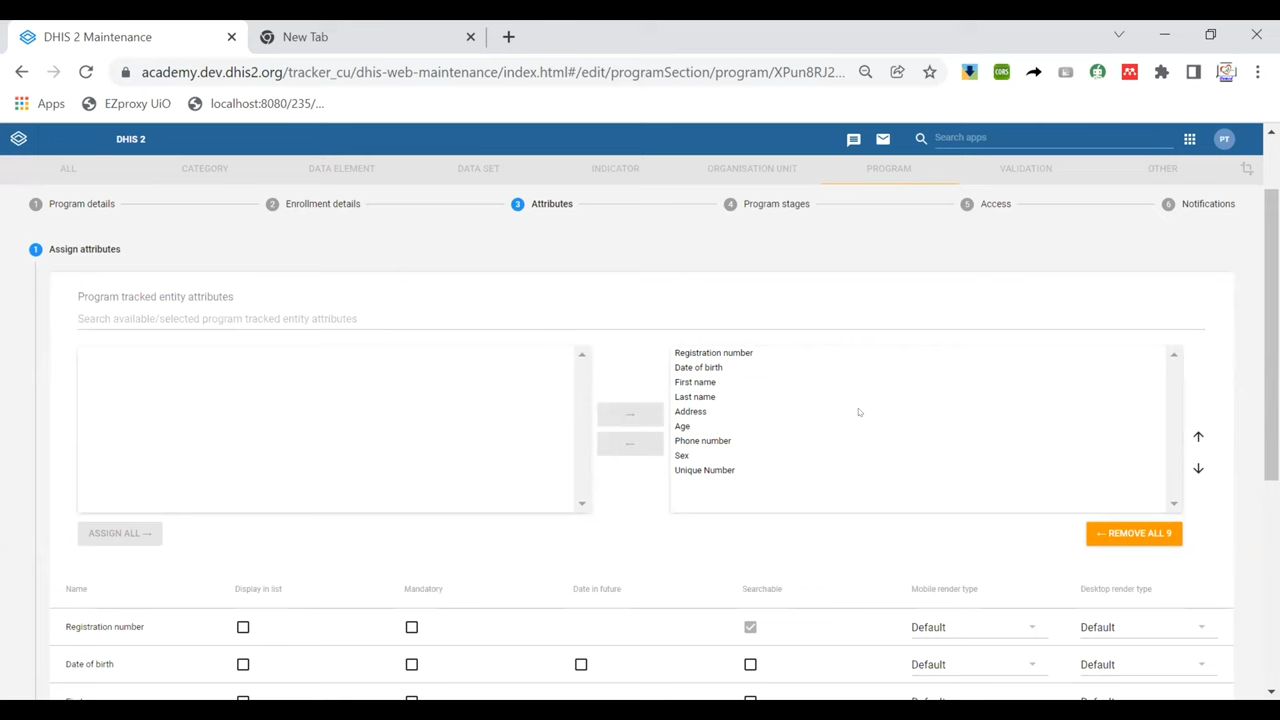 DHIS 2 Maintenance
New Tab
academy.dev.dhis2.org/tracker_cu/dhis-web-maintenance/index.html#/edit/programSection/program/XPun8RJ2...
Apps EZproxy UiO localhost:8080/235/...
DHIS 2 Search apps PT
ALL CATEGORY DATA ELEMENT DATA SET INDICATOR ORGANISATION UNIT PROGRAM VALIDATION OTHER
1 Program details 2 Enrollment details 3 Attributes 4 Program stages 5 Access 6 Notifications
1 Assign attributes
Program tracked entity attributes
Search available/selected program tracked entity attributes
Registration number
Date of birth
First name
Last name
Address
Age
Phone number
Sex
Unique Number
ASSIGN ALL → ← REMOVE ALL 9
Name Display in list Mandatory Date in future Searchable Mobile render type Desktop render type
Registration number Default Default
Date of birth Default Default